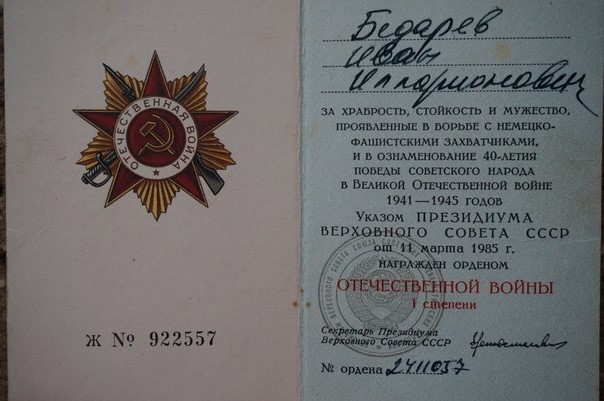 ОТЕЧЕСТВЕННАЯ ВОЙНА
Ж № 922557
Бедарев
Иван
Илларионович
ЗА ХРАБРОСТЬ, СТОЙКОСТЬ И МУЖЕСТВО,
ПРОЯВЛЕННЫЕ В БОРЬБЕ С НЕМЕЦКО-
ФАШИСТСКИМИ ЗАХВАТЧИКАМИ,
И В ОЗНАМЕНОВАНИЕ 40-ЛЕТИЯ
ПОБЕДЫ СОВЕТСКОГО НАРОДА
В ВЕЛИКОЙ ОТЕЧЕСТВЕННОЙ ВОЙНЕ
1941—1945 ГОДОВ
УКАЗОМ ПРЕЗИДИУМА
ВЕРХОВНОГО СОВЕТА СССР
от 11 марта 1985 г.
НАГРАЖДЕН ОРДЕНОМ
ОТЕЧЕСТВЕННОЙ ВОЙНЫ
I степени
Секретарь Президиума
Верховного Совета СССР
№ ордена 2411057